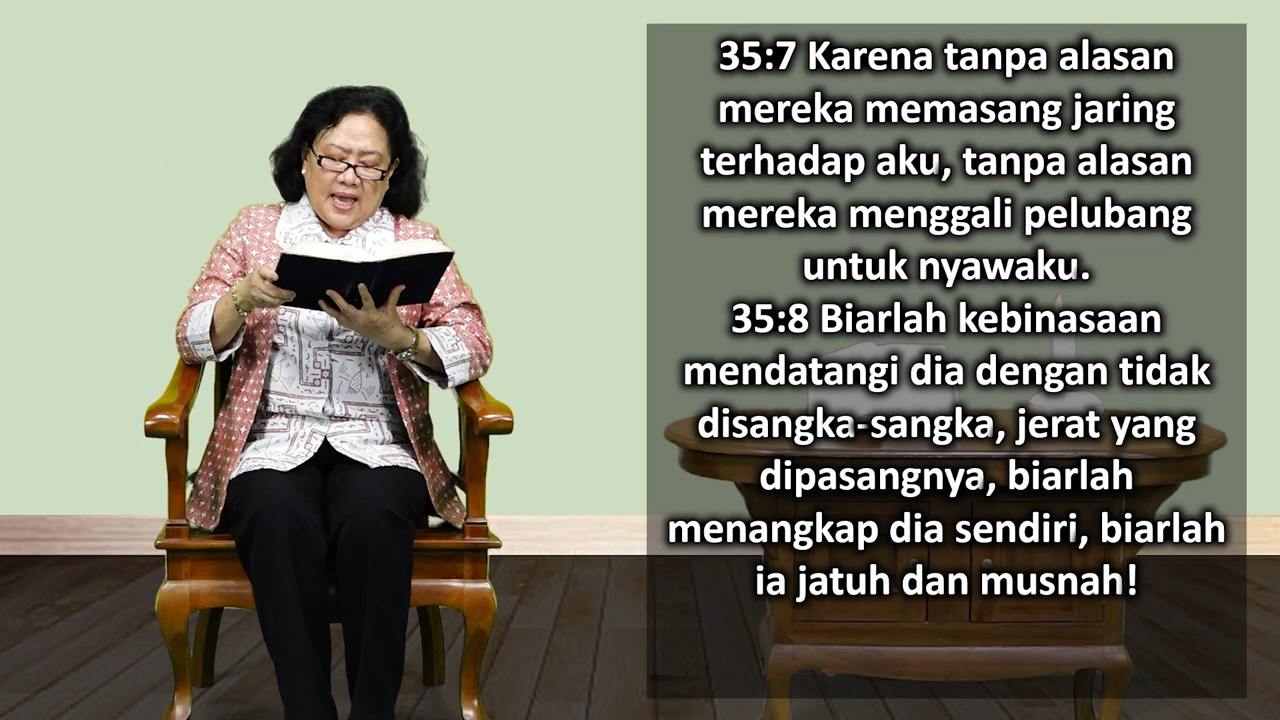 35:7 Karena tanpa alasan
mereka memasang jaring
terhadap aku, tanpa alasan
mereka menggali pelubang
untuk nyawaku.
35:8 Biarlah kebinasaan
mendatangi dia dengan tidak
disangka-sangka, jerat yang
dipasangnya, biarlah
menangkap dia sendiri, biarlah
ia jatuh dan musnah!